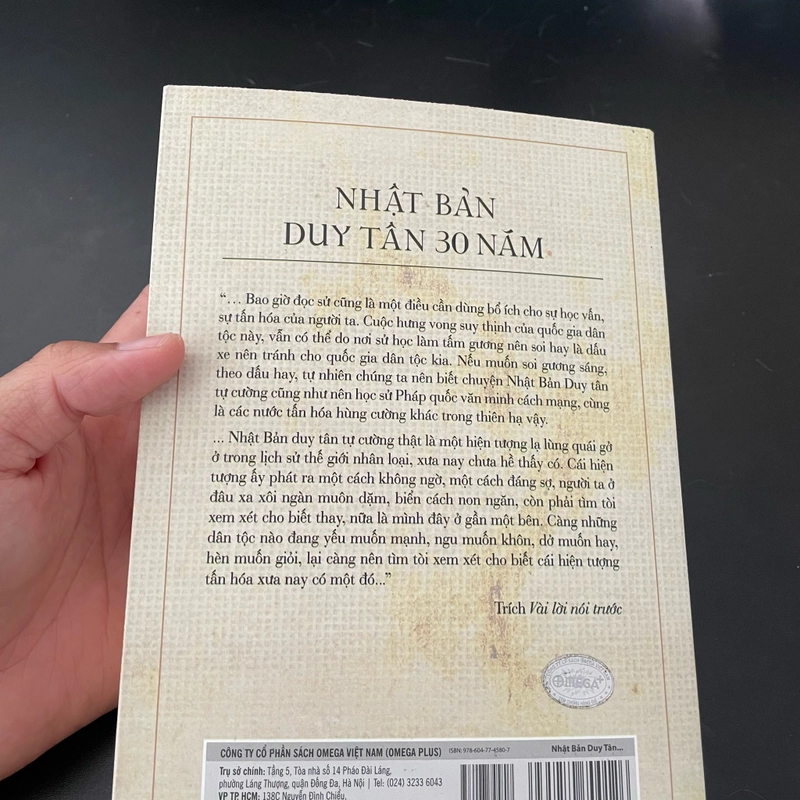 NHẬT BẢN
DUY TÂN 30 NĂM
“... Bao giờ đọc sử cũng là một điều cần dùng bổ ích cho sự học vấn,
sự tấn hóa của người ta. Cuộc hưng vong suy thịnh của quốc gia dân
tộc này, vẫn có thể do nơi sử học làm tấm gương nên soi hay là dấu
xe nên tránh cho quốc gia dân tộc kia. Nếu muốn soi gương sáng,
theo dấu hay, tự nhiên chúng ta nên biết chuyện Nhật Bản Duy tân
tự cường cũng như nên học sử Pháp quốc văn minh cách mạng, cùng
là các nước tấn hóa hùng cường khác trong thiên hạ vậy.
... Nhật Bản duy tân tự cường thật là một hiện tượng lạ lùng quái gở
ở trong lịch sử thế giới nhân loại, xưa nay chưa hề thấy có. Cái hiện
tượng ấy phát ra một cách không ngờ, một cách đáng sợ, người ta ở
đâu xa xôi ngàn muôn dặm, biển cách non ngăn, còn phải tìm tòi
xem xét cho biết thay, nữa là mình đây ở gần một bên. Càng những
dân tộc nào đang yếu muốn mạnh, ngu muốn khôn, dở muốn hay,
hèn muốn giỏi, lại càng nên tìm tòi xem xét cho biết cái hiện tượng
tấn hóa xưa nay có một đó...”
Trích Vài lời nói trước
OMEGA+
CÔNG TY CỔ PHẦN SÁCH OMEGA VIỆT NAM (OMEGA PLUS)
ISBN: 978-604-77-4580-7
Nhật Bản Duy Tân...
Trụ sở chính: Tầng 5, Tòa nhà số 14 Pháo Đài Láng,
phường Láng Thượng, quận Đống Đa, Hà Nội | Tel: (024) 3233 6043
VP TP. HCM: 138C Nguyễn Đình Chiểu,